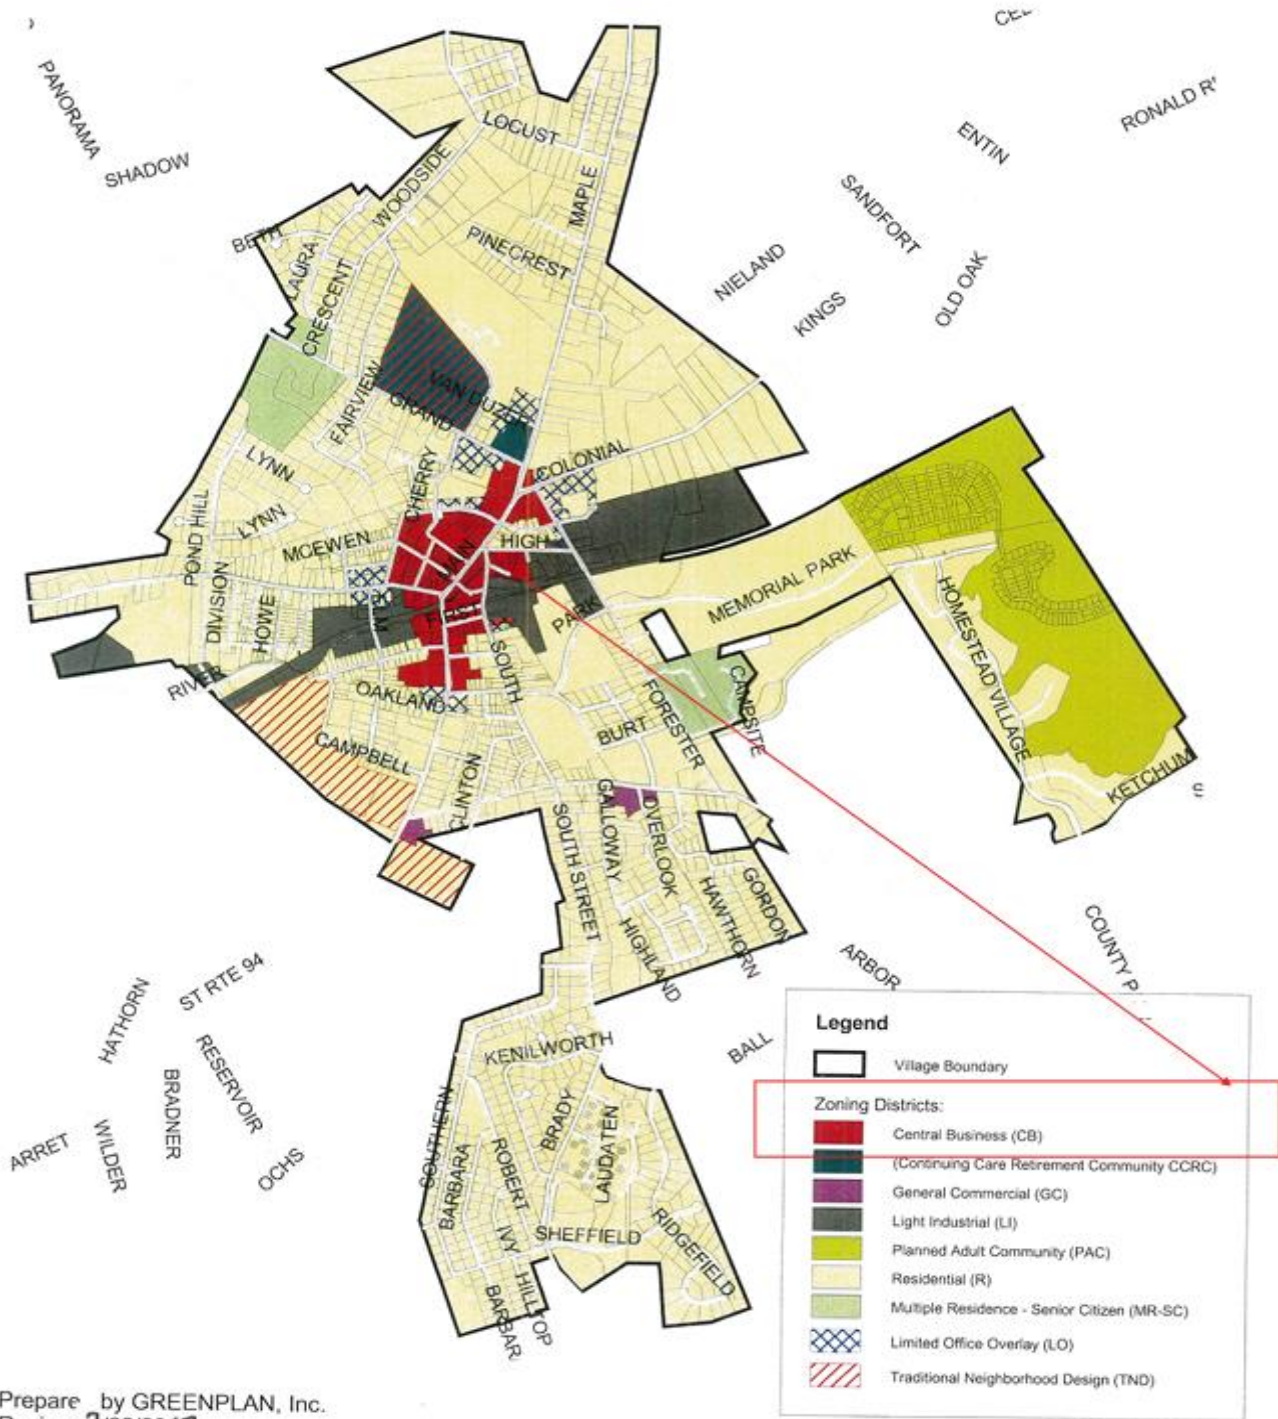 CEL
PANORAMA
SHADOW
ENTIN
RONALD R
LOCUST
WOODSIDE
MAPLE
SANDFORT
BETH
LAURA
PINECREST
NIELAND
OLD OAK
KINGS
CRESCENT
FAIRVIEW
VAN DUZER
GRAND
LYNN
CHERRY
COLONIAL
POND HILL
LYNN
MCEWEN
HIGH
MAIN
MEMORIAL PARK
DIVISION
HOWE
ELM
FIRST
PARK
HOMESTEAD VILLAGE
RIVER
OAKLAND
SOUTH
FORESTER
CAMPSITE
BURT
CAMPBELL
CLINTON
KETCHUM
SOUTH STREET
GALLOWAY
OVERLOOK
HAWTHORN
GORDON
HIGHLAND
ARBOR
COUNTY P
ST RTE 94
HATHORN
RESERVOIR
BRADNER
WILDER
ARRET
OCHS
BALL
KENILWORTH
SOUTHERN
BARBARA
ROBERT
BRADY
LAUDATEN
IVY
SHEFFIELD
RIDGEFIELD
HILLTOP
BARBAR
Legend
Village Boundary
Zoning Districts:
Central Business (CB)
(Continuing Care Retirement Community CCRC)
General Commercial (GC)
Light Industrial (LI)
Planned Adult Community (PAC)
Residential (R)
Multiple Residence - Senior Citizen (MR-SC)
Limited Office Overlay (LO)
Traditional Neighborhood Design (TND)
Prepare by GREENPLAN, Inc.